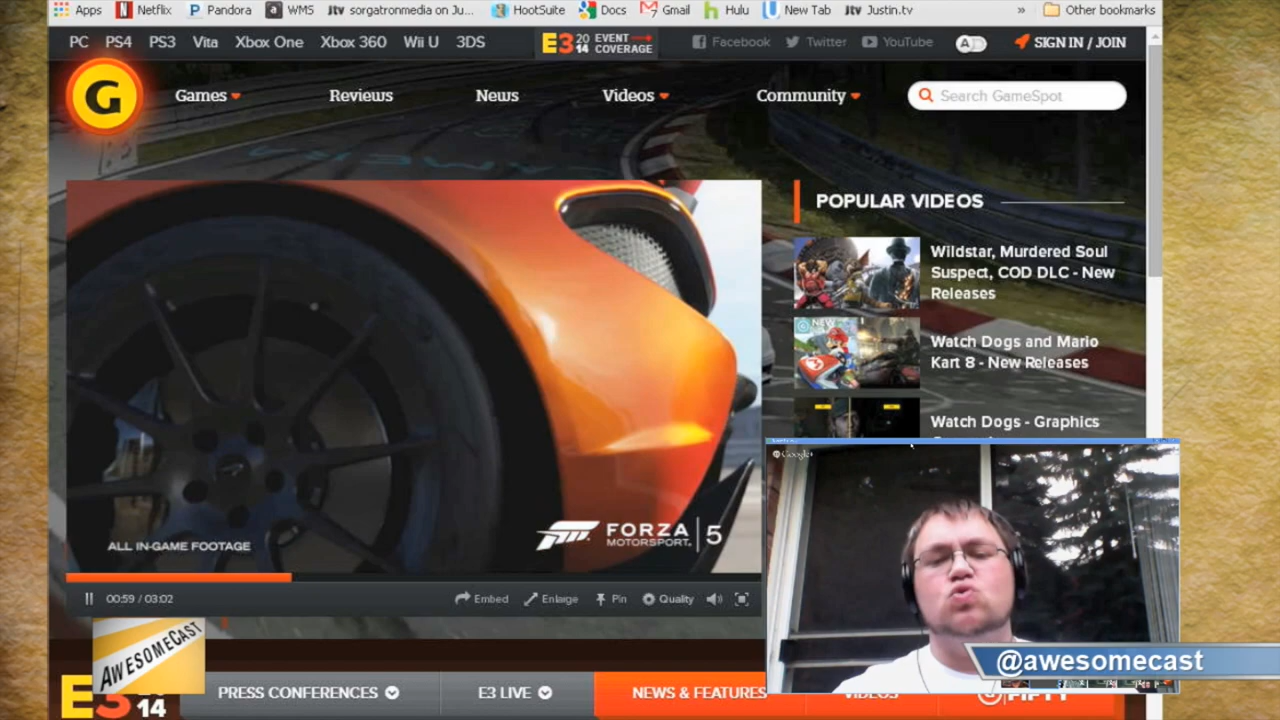 Apps Netflix Pandora WMS sorgatronmedia on Ju... HootSuite Docs Gmail Hulu New Tab Justin.tv » Other bookmarks
PC PS4 PS3 Vita Xbox One Xbox 360 Wii U 3DS E3 2014 EVENT COVERAGE Facebook Twitter YouTube A SIGN IN / JOIN
G Games Reviews News Videos Community Search GameSpot
POPULAR VIDEOS
Wildstar, Murdered Soul
Suspect, COD DLC - New
Releases
Watch Dogs and Mario
Kart 8 - New Releases
Watch Dogs - Graphics
Google+
ALL IN-GAME FOOTAGE
FORZA
MOTORSPORT. 5
00:59 / 03:02 Embed Enlarge Pin Quality
AWESOMECAST
@awesomecast
E3 14 PRESS CONFERENCES E3 LIVE NEWS & FEATURES VIDEOS FIFTY